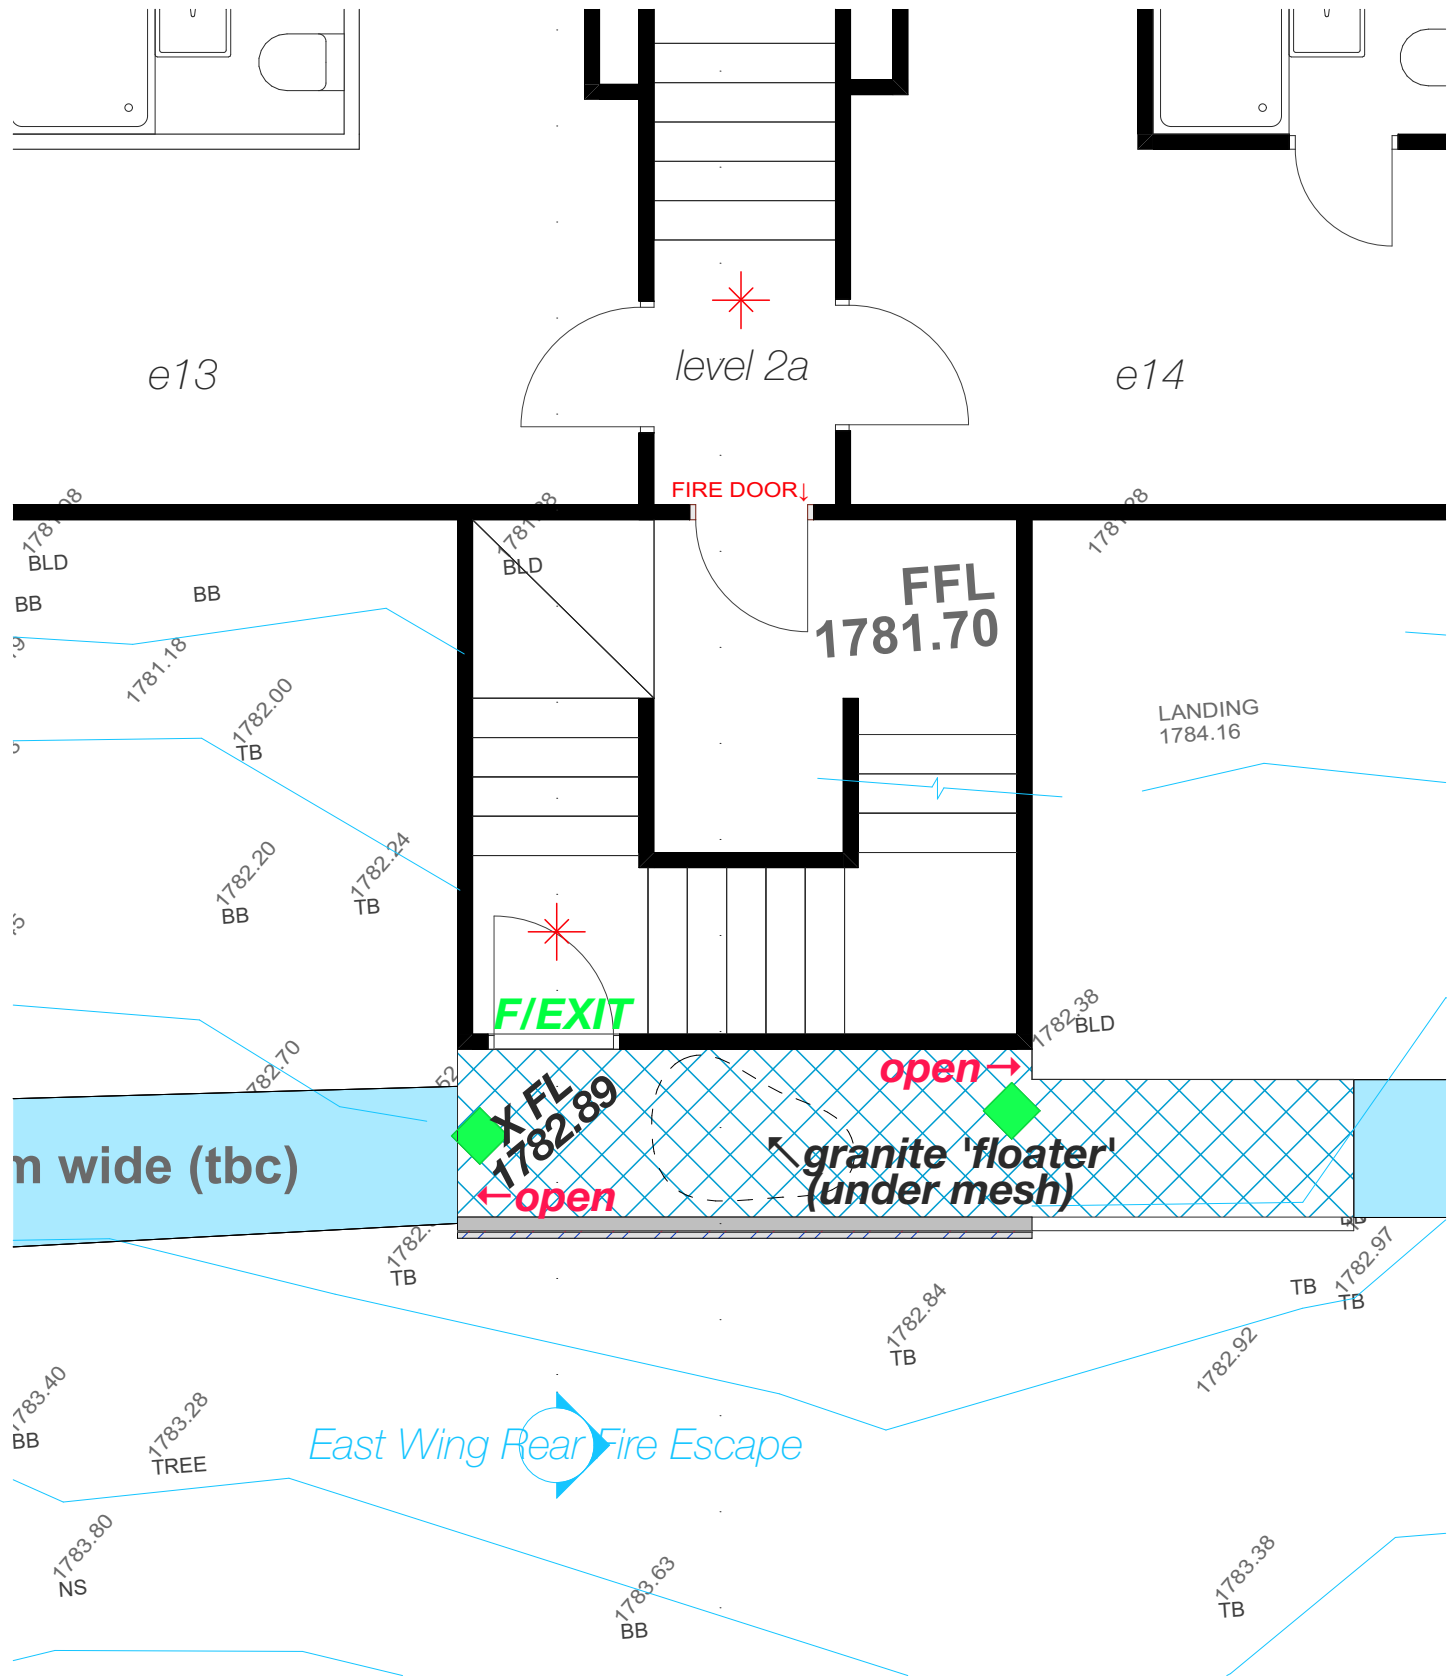 level 2a
e13
e14
FIRE DOOR↓
BLD
BLD
BB
BB
FFL
1781.70
1781.18
1782.00
TB
LANDING
1784.16
1782.20
BB
1782.24
TB
F/EXIT
1782.38
BLD
open→
X FL
1782.89
m wide (tbc)
←open
granite 'floater'
(under mesh)
TB
1782.84
TB
TB
1782.97
TB
1782.92
1783.40
BB
1783.28
TREE
East Wing Rear Fire Escape
1783.80
NS
1783.63
BB
1783.38
TB